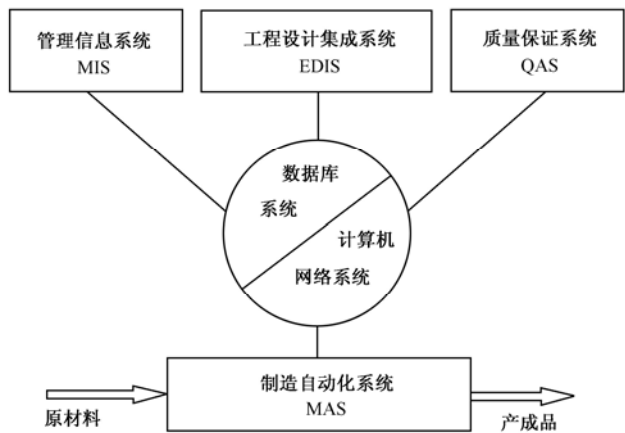 管理信息系统
MIS
工程设计集成系统
EDIS
质量保证系统
QAS
数据库
系统
计算机
网络系统
制造自动化系统
MAS
原材料
产成品